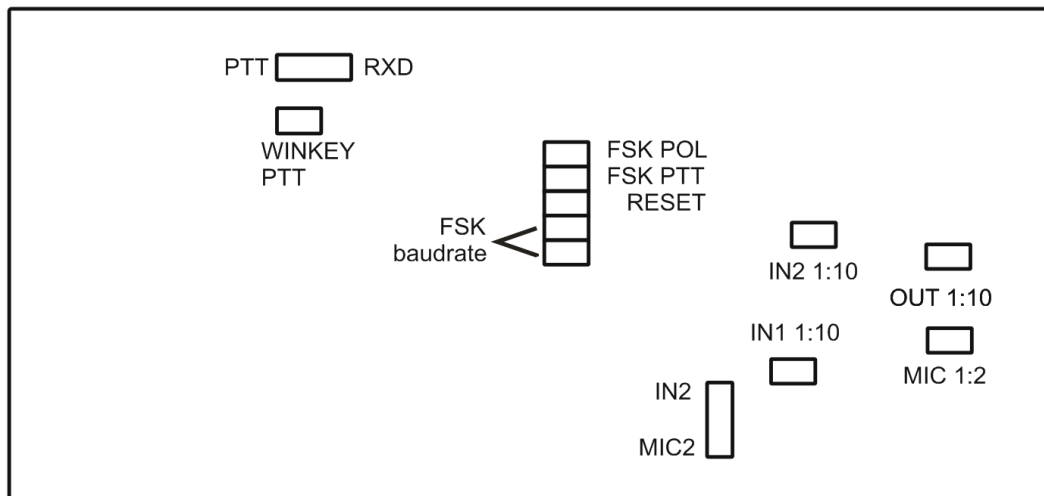 PTT RXD
WINKEY
PTT
FSK POL
FSK PTT
RESET
FSK
baudrate
IN2 1:10
OUT 1:10
IN1 1:10
MIC 1:2
IN2
MIC2